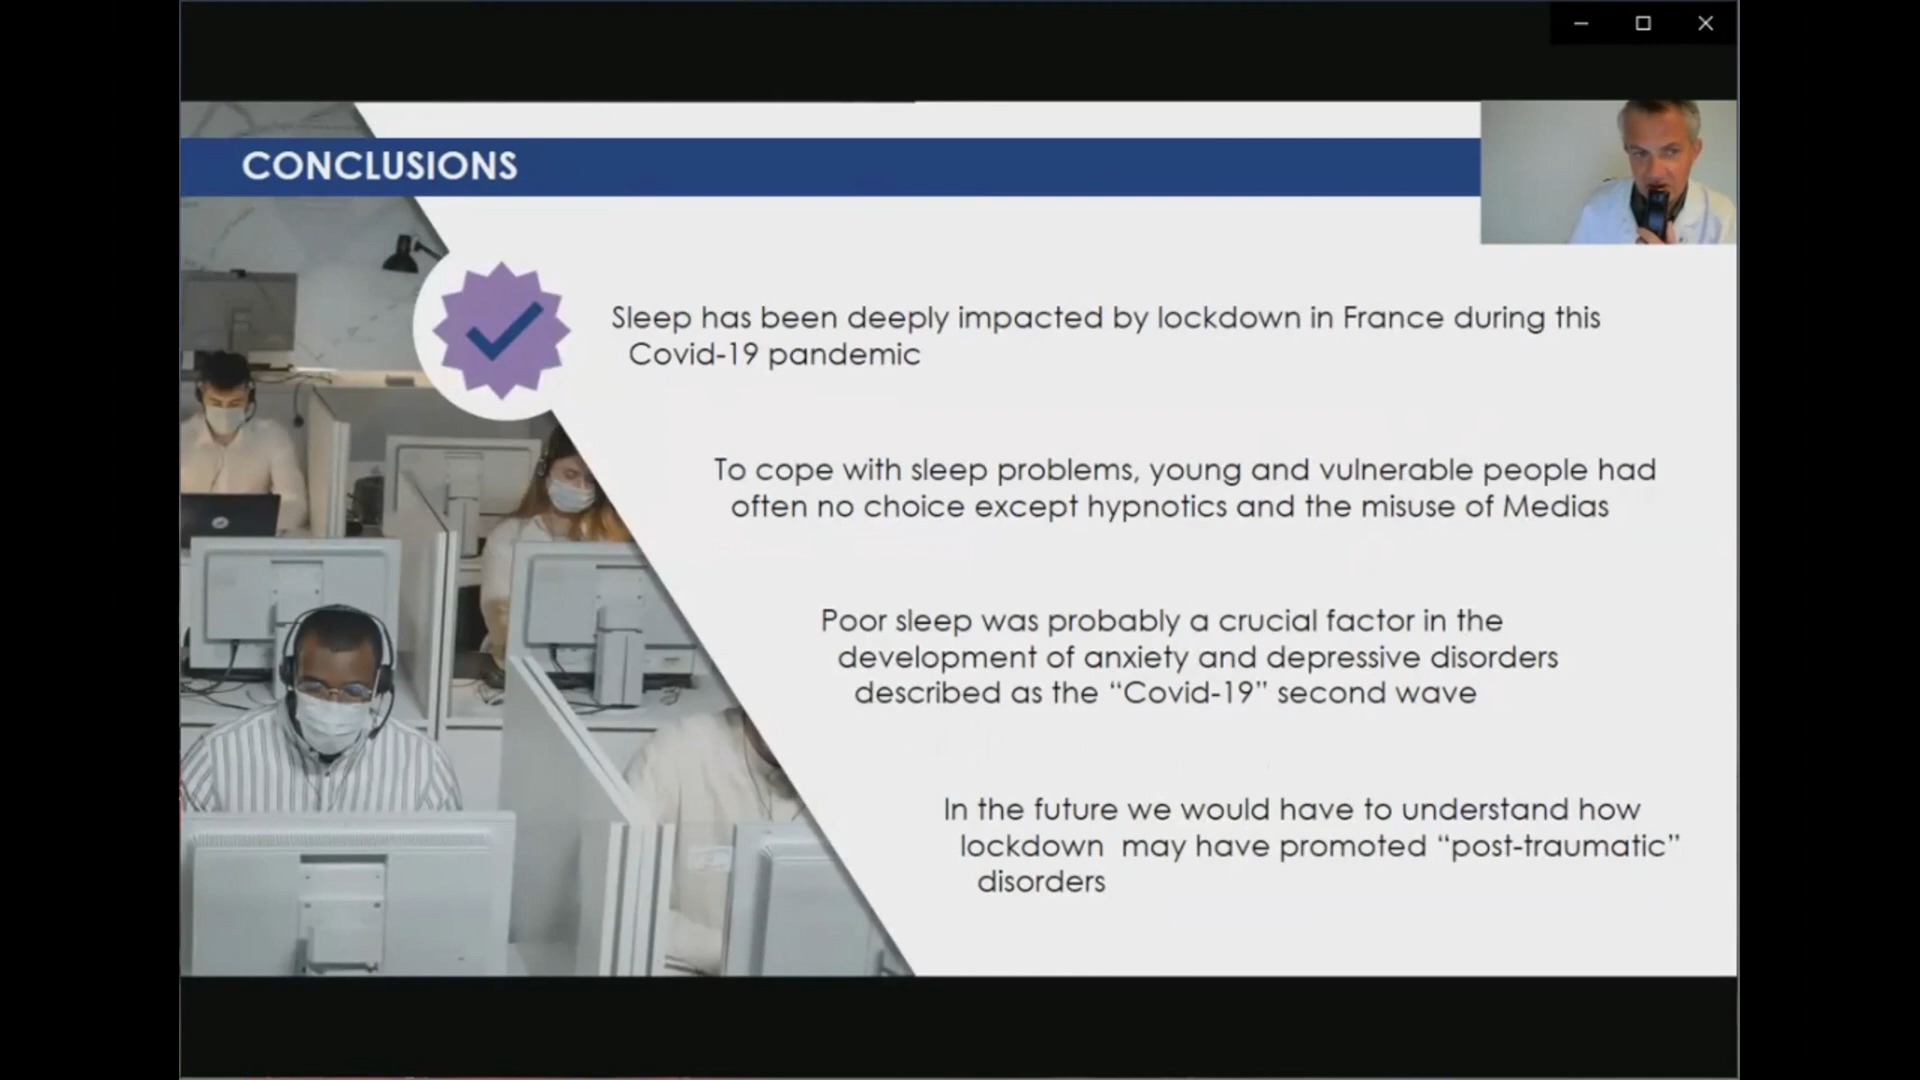 CONCLUSIONS
Sleep has been deeply impacted by lockdown in France during this
Covid-19 pandemic
To cope with sleep problems, young and vulnerable people had
often no choice except hypnotics and the misuse of Medias
Poor sleep was probably a crucial factor in the
development of anxiety and depressive disorders
described as the “Covid-19” second wave
In the future we would have to understand how
lockdown may have promoted “post-traumatic”
disorders